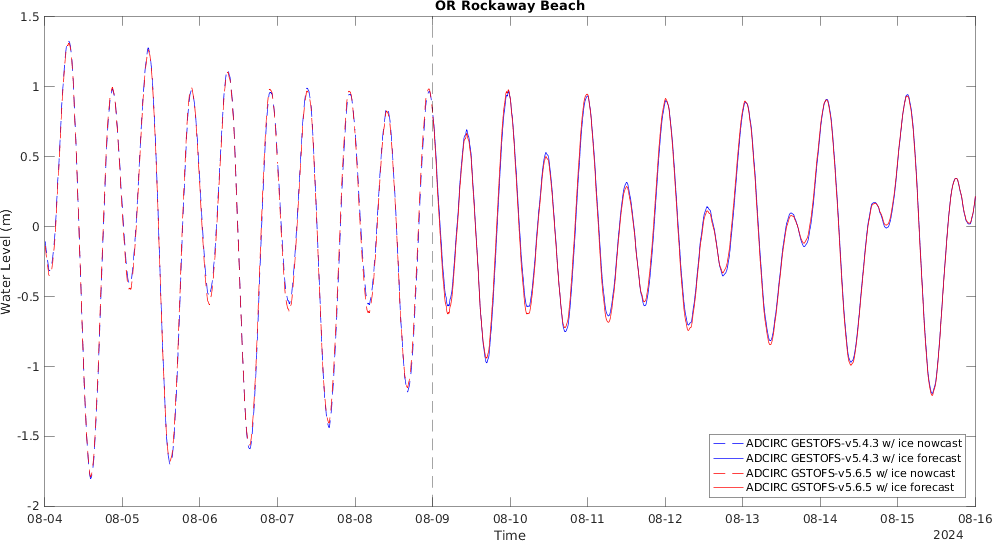 OR Rockaway Beach
1.5
1
0.5
0
-0.5
-1
-1.5
-2
Water Level (m)
08-04 08-05 08-06 08-07 08-08 08-09 08-10 08-11 08-12 08-13 08-14 08-15 08-16
Time
2024
ADCIRC GESTOFS-v5.4.3 w/ ice nowcast
ADCIRC GESTOFS-v5.4.3 w/ ice forecast
ADCIRC GSTOFS-v5.6.5 w/ ice nowcast
ADCIRC GSTOFS-v5.6.5 w/ ice forecast